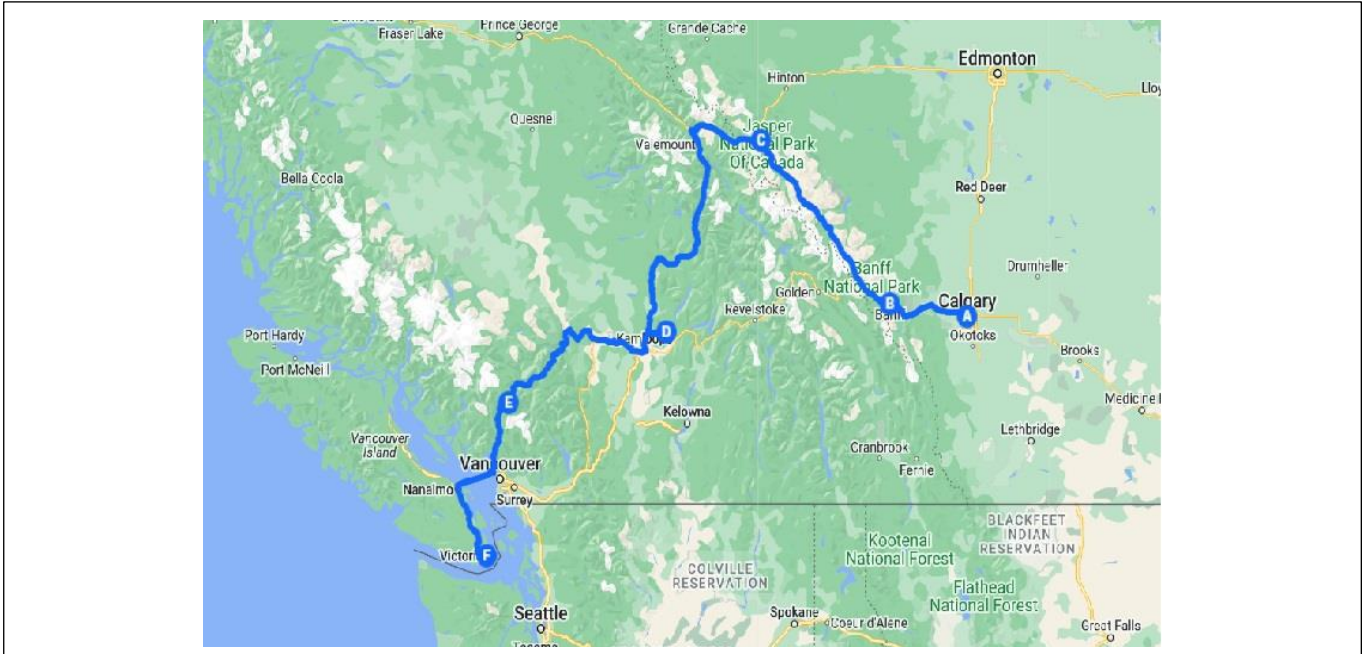 Prince George
Grande Cache
Fraser Lake
Edmonton
Hinton
Lloy
Quesnel
Jasper
National Park
Of Canada
C
Valemount
Bella Coola
Red Deer
Drumheller
Banff
National Park
Golden
B
Calgary
A
Revelstoke
Okotoks
D
Port Hardy
Port McNeill
Brooks
Medicine
E
Kelowna
Lethbridge
Vancouver
Island
Cranbrook
Fernie
Vancouver
Nanaimo
Surrey
BLACKFEET
INDIAN
RESERVATION
Kootenai
National Forest
Victori
F
COLVILLE
RESERVATION
Flathead
National Forest
Seattle
Spokane
Coeur d'Alene
Great Falls